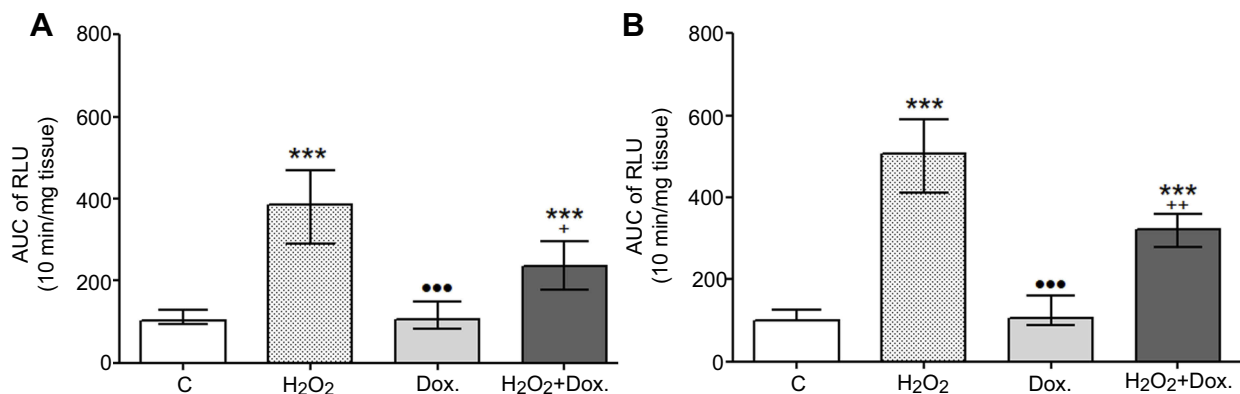 A
AUC of RLU
(10 min/mg tissue)
800
600
400
200
0
***
•••
***
+
C
H₂O₂
Dox.
H₂O₂+Dox.
B
AUC of RLU
(10 min/mg tissue)
800
600
400
200
0
***
•••
***
++
C
H₂O₂
Dox.
H₂O₂+Dox.